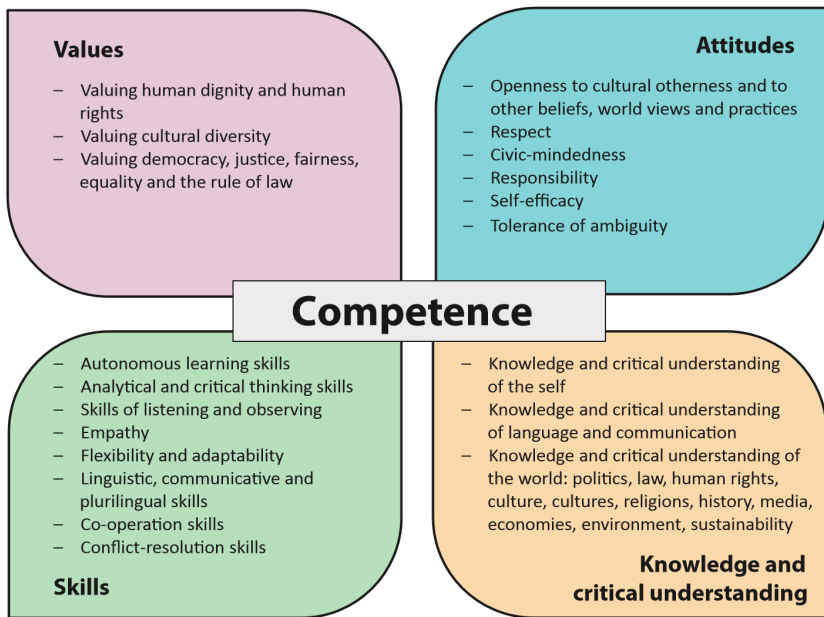 Values
– Valuing human dignity and human
rights
– Valuing cultural diversity
– Valuing democracy, justice, fairness,
equality and the rule of law
Attitudes
– Openness to cultural otherness and to
other beliefs, world views and practices
– Respect
– Civic-mindedness
– Responsibility
– Self-efficacy
– Tolerance of ambiguity
Competence
– Autonomous learning skills
– Analytical and critical thinking skills
– Skills of listening and observing
– Empathy
– Flexibility and adaptability
– Linguistic, communicative and
plurilingual skills
– Co-operation skills
– Conflict-resolution skills
Skills
– Knowledge and critical understanding
of the self
– Knowledge and critical understanding
of language and communication
– Knowledge and critical understanding of
the world: politics, law, human rights,
culture, cultures, religions, history, media,
economies, environment, sustainability
Knowledge and
critical understanding